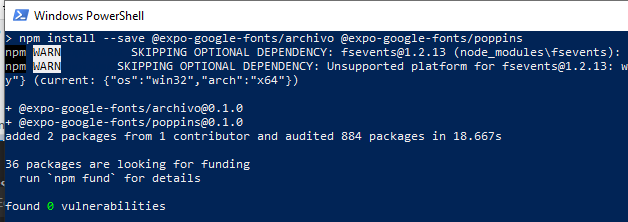 Windows PowerShell
> npm install --save @expo-google-fonts/archivo @expo-google-fonts/poppins
npm WARN SKIPPING OPTIONAL DEPENDENCY: fsevents@1.2.13 (node_modules\fsevents):
npm WARN SKIPPING OPTIONAL DEPENDENCY: Unsupported platform for fsevents@1.2.13: w
y"} (current: {"os":"win32","arch":"x64"})
+ @expo-google-fonts/archivo@0.1.0
+ @expo-google-fonts/poppins@0.1.0
added 2 packages from 1 contributor and audited 884 packages in 18.667s
36 packages are looking for funding
run `npm fund` for details
found 0 vulnerabilities